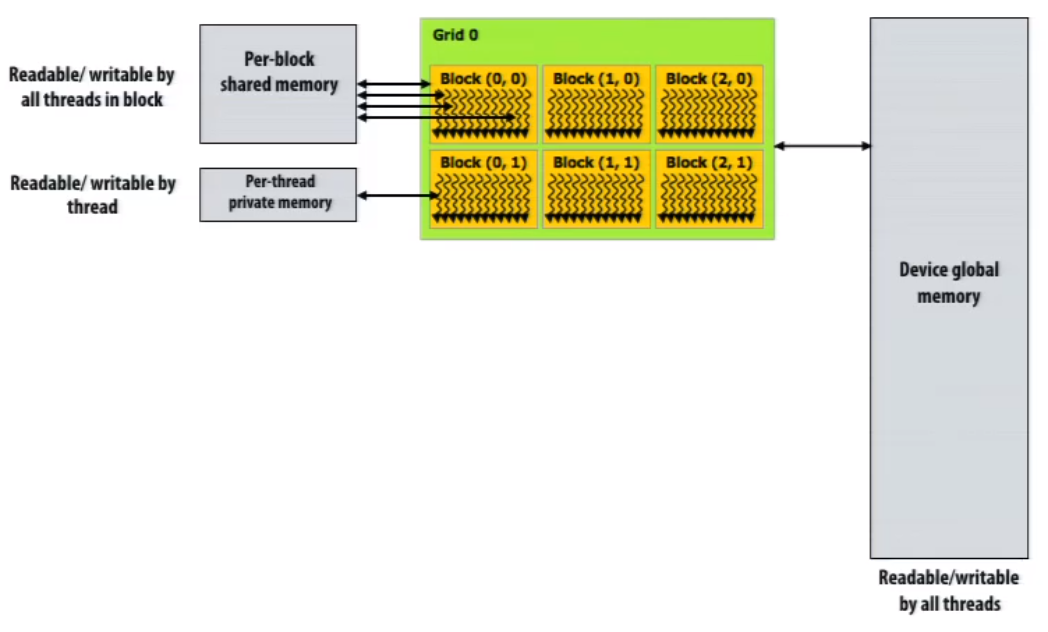 Readable/ writable by
all threads in block
Per-block
shared memory
Grid 0
Block (0, 0)
Block (1, 0)
Block (2, 0)
Readable/ writable by
thread
Per-thread
private memory
Block (0, 1)
Block (1, 1)
Block (2, 1)
Device global
memory
Readable/writable
by all threads